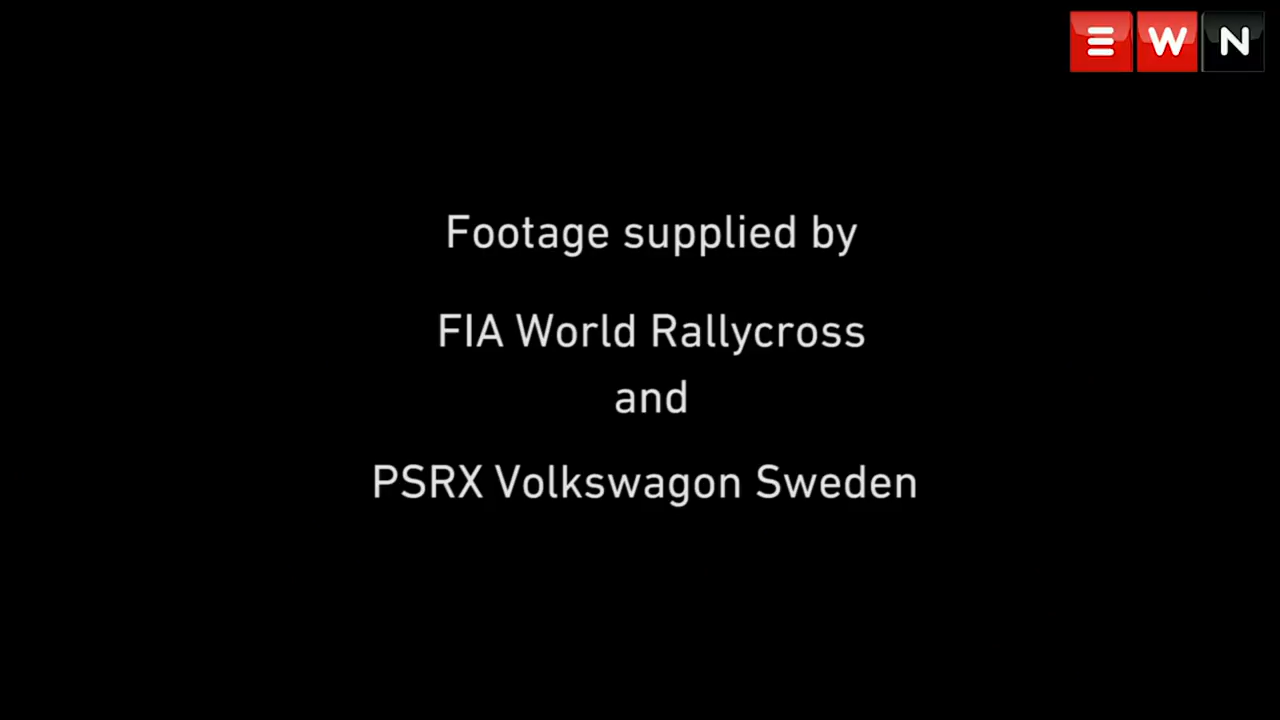 EWN
Footage supplied by
FIA World Rallycross
and
PSRX Volkswagon Sweden